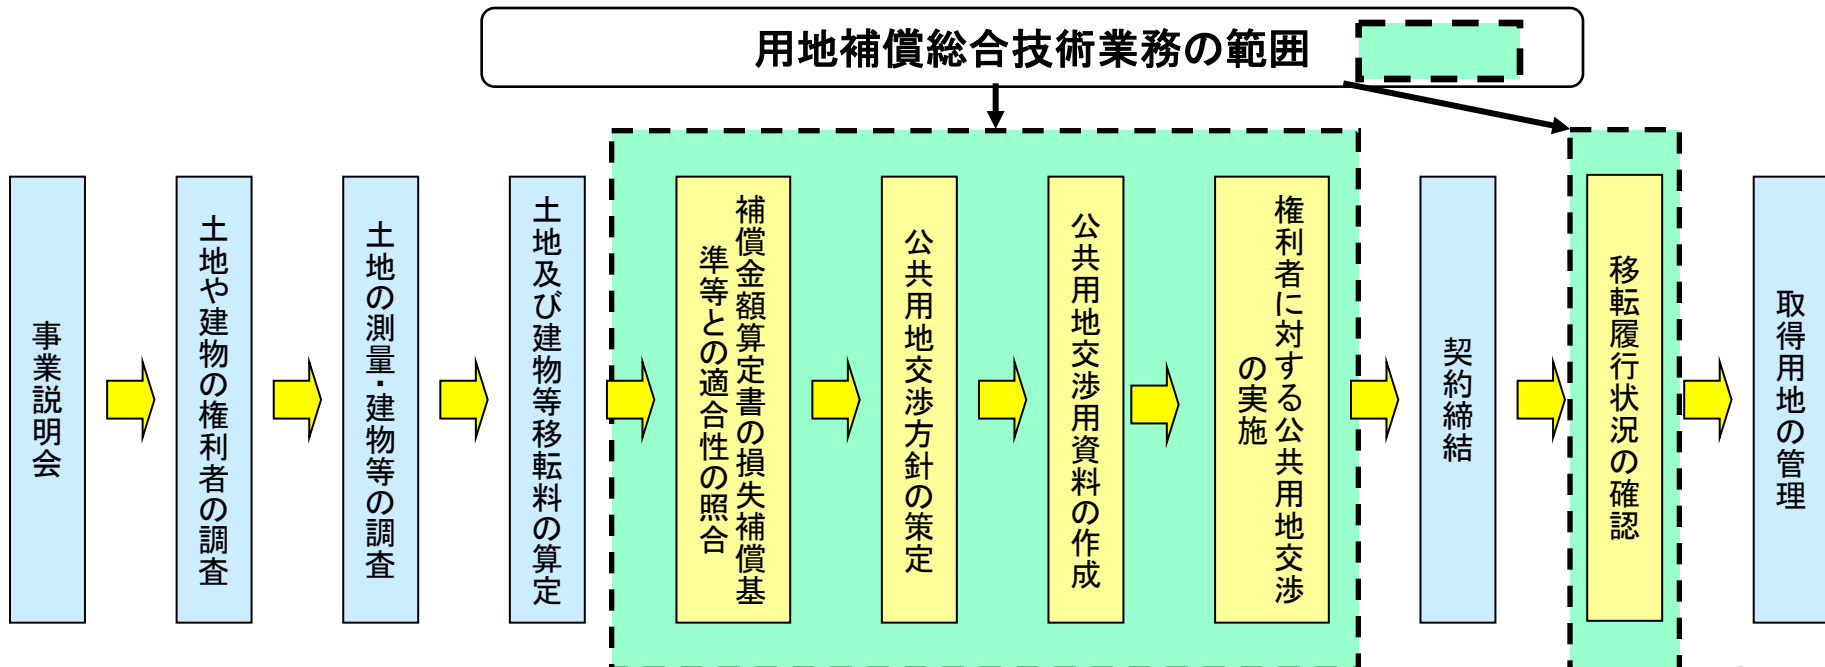 用地補償総合技術業務の範囲
事業説明会
土地や建物の権利者の調査
土地の測量・建物等の調査
土地及び建物等移転料の算定
補償金額算定書の損失補償基
準等との適合性の照合
公共用地交渉方針の策定
公共用地交渉用資料の作成
権利者に対する公共用地交渉
の実施
契約締結
移転履行状況の確認
取得用地の管理